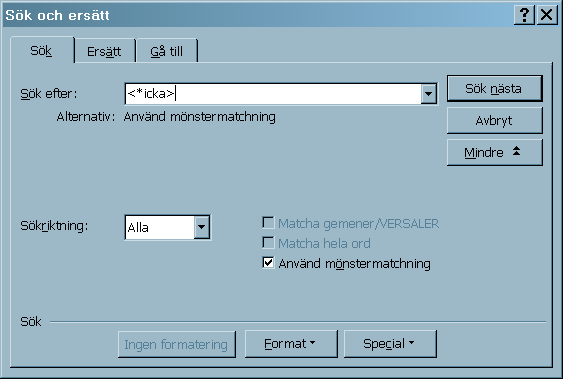 Sök och ersätt
Sök Ersätt Gå till
Sök efter: <*icka> Sök nästa
Alternativ: Använd mönstermatchning Avbryt
Mindre
Sökriktning: Alla Matcha gemener/VERSALER
Matcha hela ord
Använd mönstermatchning
Sök
Ingen formatering Format Special